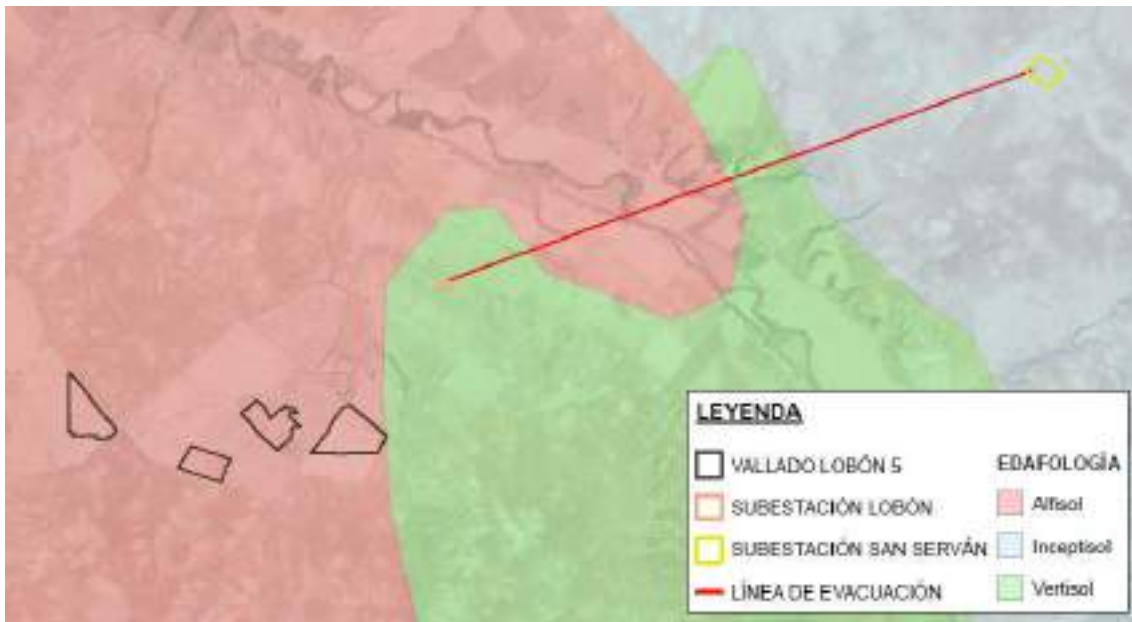 LEYENDA
VALLADO LOBÓN 5
SUBESTACIÓN LOBÓN
SUBESTACIÓN SAN SERVÁN
LÍNEA DE EVACUACIÓN
EDAFOLOGÍA
Alfisol
Inceptisol
Vertisol